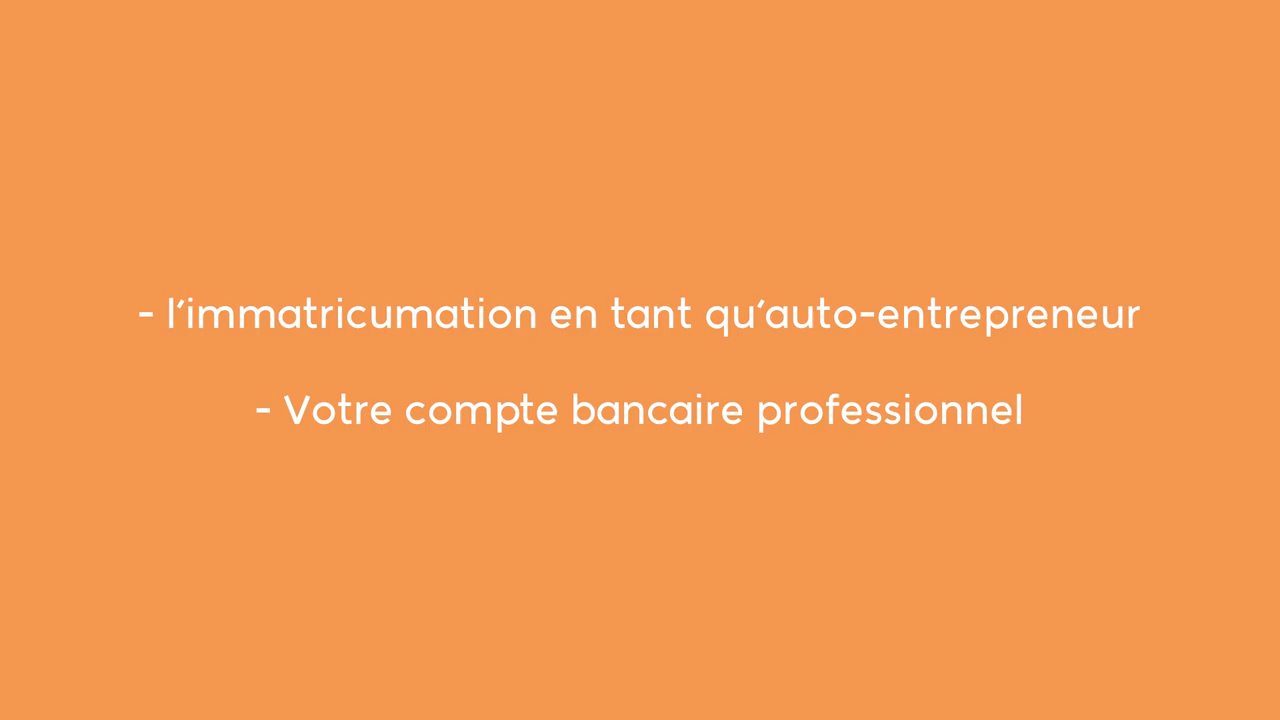 - l'immatricumation en tant qu'auto-entrepreneur
- Votre compte bancaire professionnel